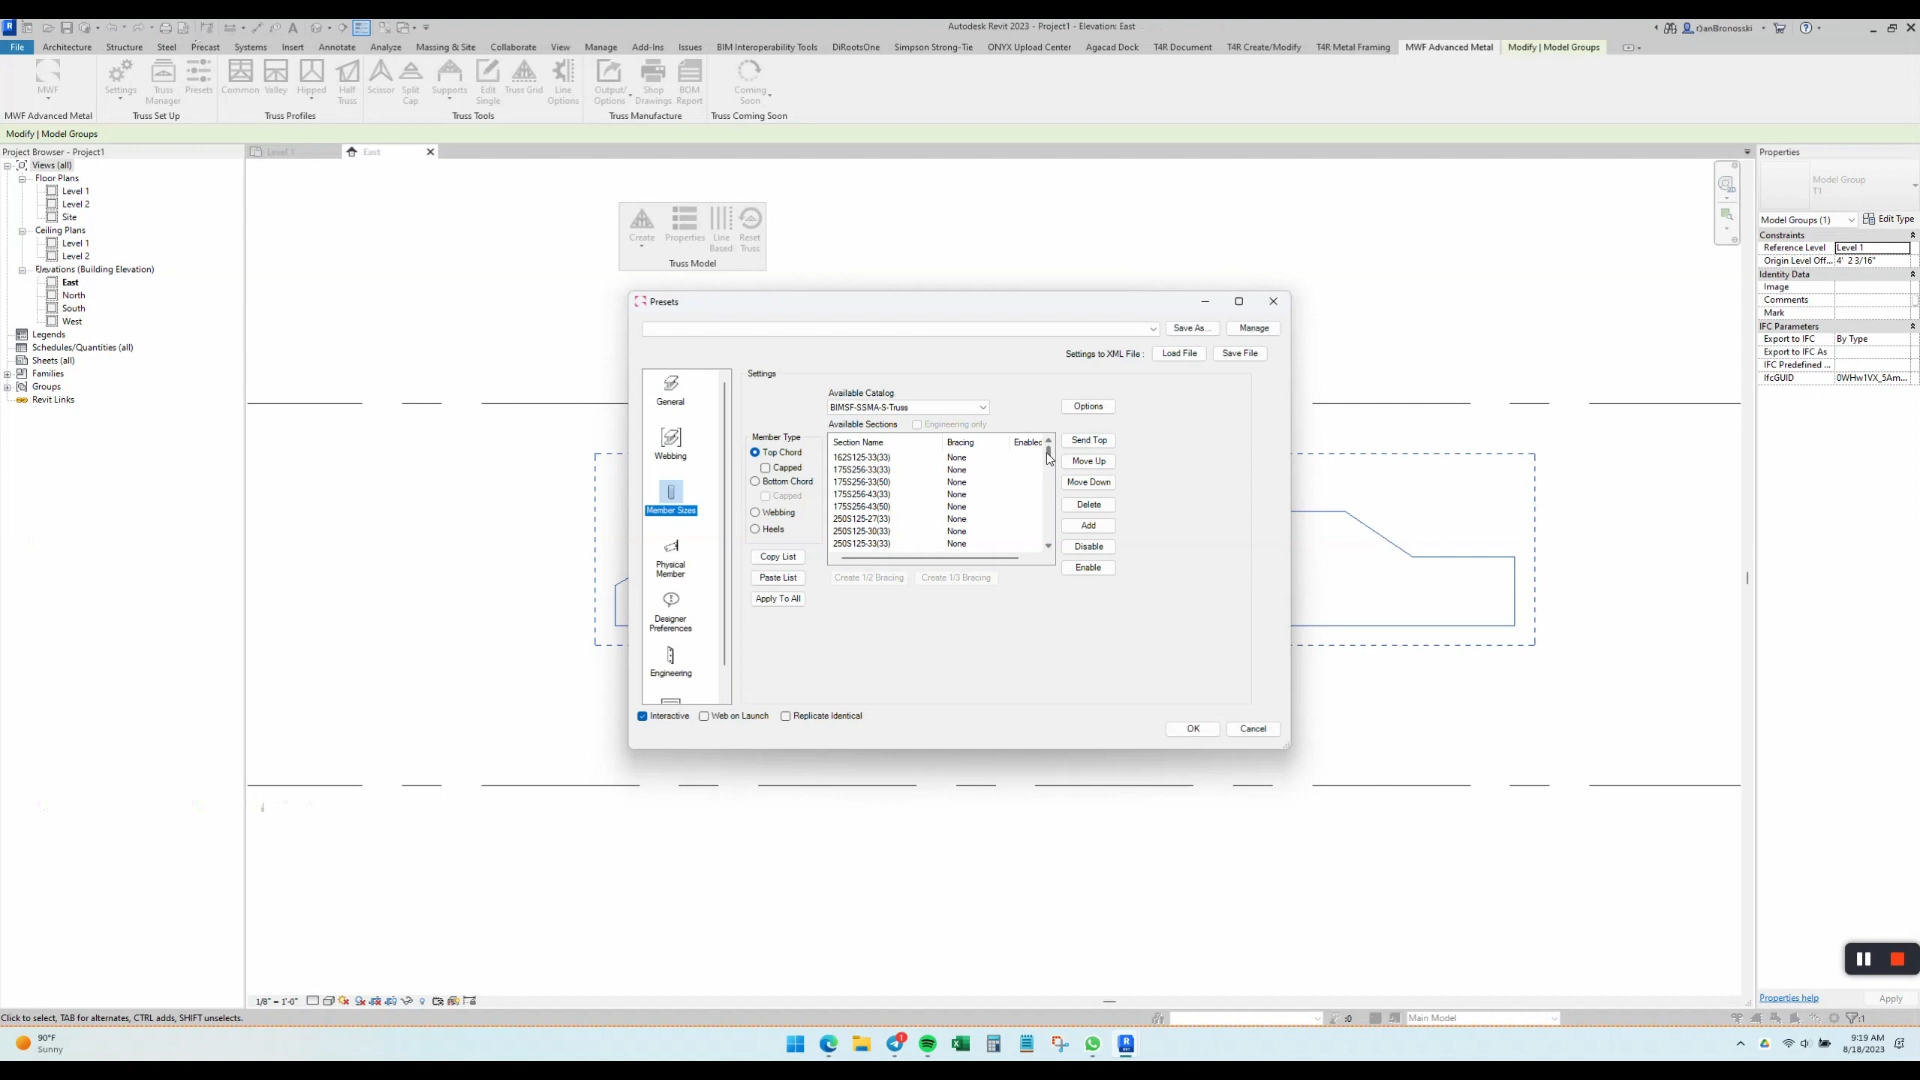 Autodesk Revit 2023 - Project1 - Elevation: East
rJanBronosski
File Architecture Structure Steel Precast Systems Insert Annotate Analyze Massing & Site Collaborate View Manage Add-Ins Issues BIM Interoperability Tools DiRootsOne Simpson Strong-Tie ONYX Upload Center Agacad Dock T4R Document T4R Create/Modify T4R Metal Framing MWF Advanced Metal Modify | Model Groups
MWF Settings Truss Manager Presets Common Valley Hipped Half Truss Scissor Split Cap Supports Edit Single Truss Grid Line Options Output/ Options Shop Drawings BOM Report Coming Soon
MWF Advanced Metal Truss Set Up Truss Profiles Truss Tools Truss Manufacture Truss Coming Soon
Modify | Model Groups
Project Browser - Project1
Level 1
East
Properties
Views (all)
Floor Plans
Level 1
Level 2
Site
Ceiling Plans
Level 1
Level 2
Elevations (Building Elevation)
East
North
South
West
Legends
Schedules/Quantities (all)
Sheets (all)
Families
Groups
Revit Links
Create Properties Line Based Reset Truss
Truss Model
Presets
Save As... Manage
Settings to XML File : Load File Save File
General
Webbing
Member Sizes
Physical Member
Designer Preferences
Engineering
Settings
Available Catalog
BIMSF-SSMA-S-Truss Options
Available Sections Engineering only
Member Type
Top Chord
Capped
Bottom Chord
Capped
Webbing
Heels
Copy List
Paste List
Apply To All
Section Name Bracing Enabled
162S125-33(33) None
175S256-33(33) None
175S256-33(50) None
175S256-43(33) None
175S256-43(50) None
250S125-27(33) None
250S125-30(33) None
250S125-33(33) None
Create 1/2 Bracing Create 1/3 Bracing
Send Top
Move Up
Move Down
Delete
Add
Disable
Enable
Interactive Web on Launch Replicate Identical
OK Cancel
Model Group
T1
Model Groups (1) Edit Type
Constraints
Reference Level Level 1
Origin Level Off... 4' 2 3/16"
Identity Data
Image
Comments
Mark
IFC Parameters
Export to IFC By Type
Export to IFC As
IFC Predefined ...
IfcGUID 0WHw1VX_5Am...
Properties help Apply
1/8" = 1'-0"
Click to select, TAB for alternates, CTRL adds, SHIFT unselects.
:0 Main Model :1
90°F
Sunny
9:19 AM
8/18/2023